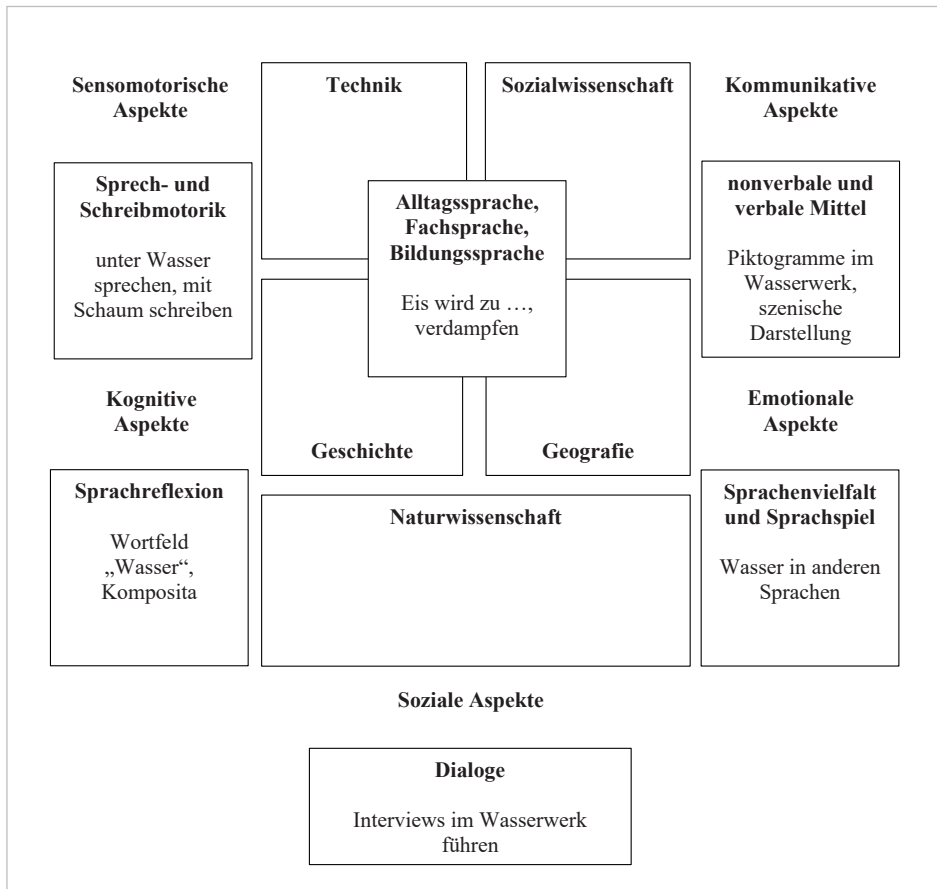 Sensomotorische
Aspekte
Technik
Sozialwissenschaft
Kommunikative
Aspekte
Sprech- und
Schreibmotorik
unter Wasser
sprechen, mit
Schaum schreiben
Alltagssprache,
Fachsprache,
Bildungssprache
Eis wird zu …,
verdampfen
nonverbale und
verbale Mittel
Piktogramme im
Wasserwerk,
szenische
Darstellung
Kognitive
Aspekte
Geschichte
Geografie
Emotionale
Aspekte
Sprachreflexion
Wortfeld
„Wasser“,
Komposita
Naturwissenschaft
Sprachenvielfalt
und Sprachspiel
Wasser in anderen
Sprachen
Soziale Aspekte
Dialoge
Interviews im Wasserwerk
führen